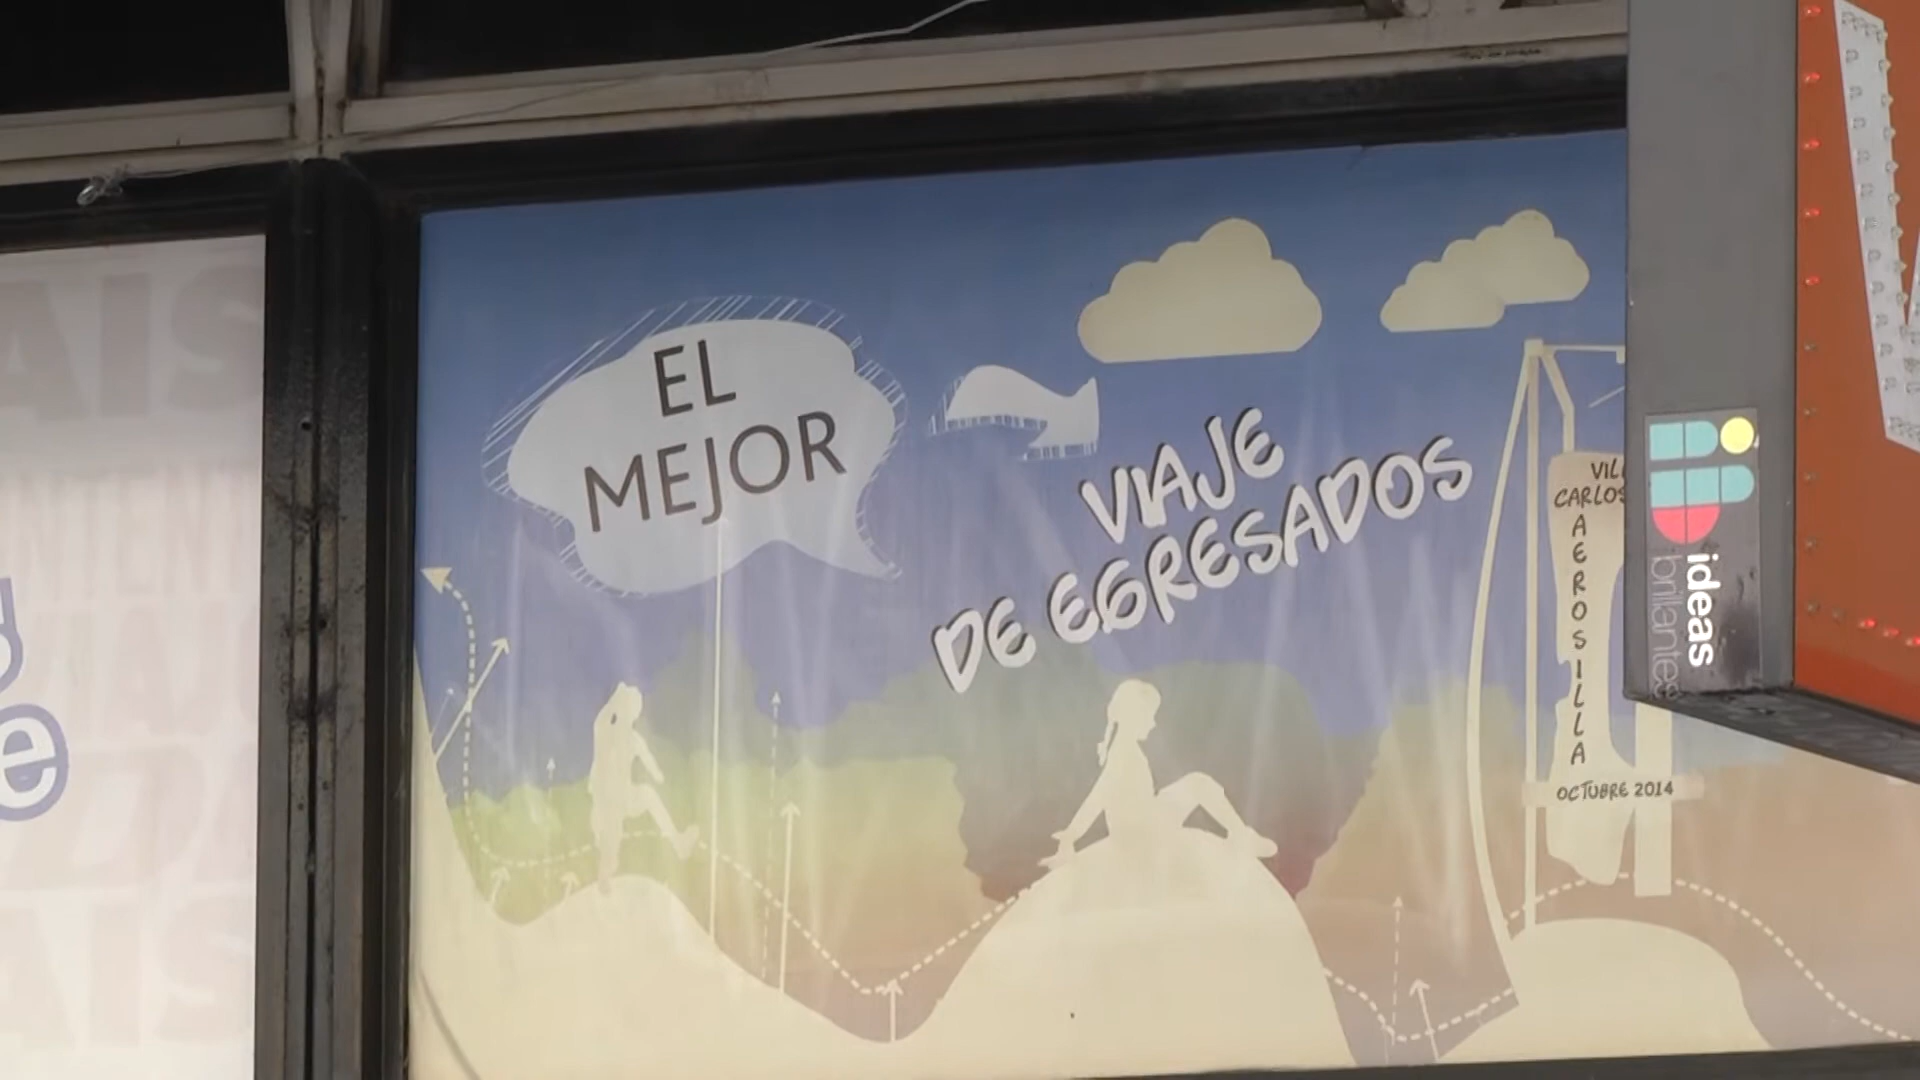 EL
MEJOR
VIAJE
DE EGRESADOS
CARLOS
AEROSILLA
OCTUBRE 2014
ideas
brillantes